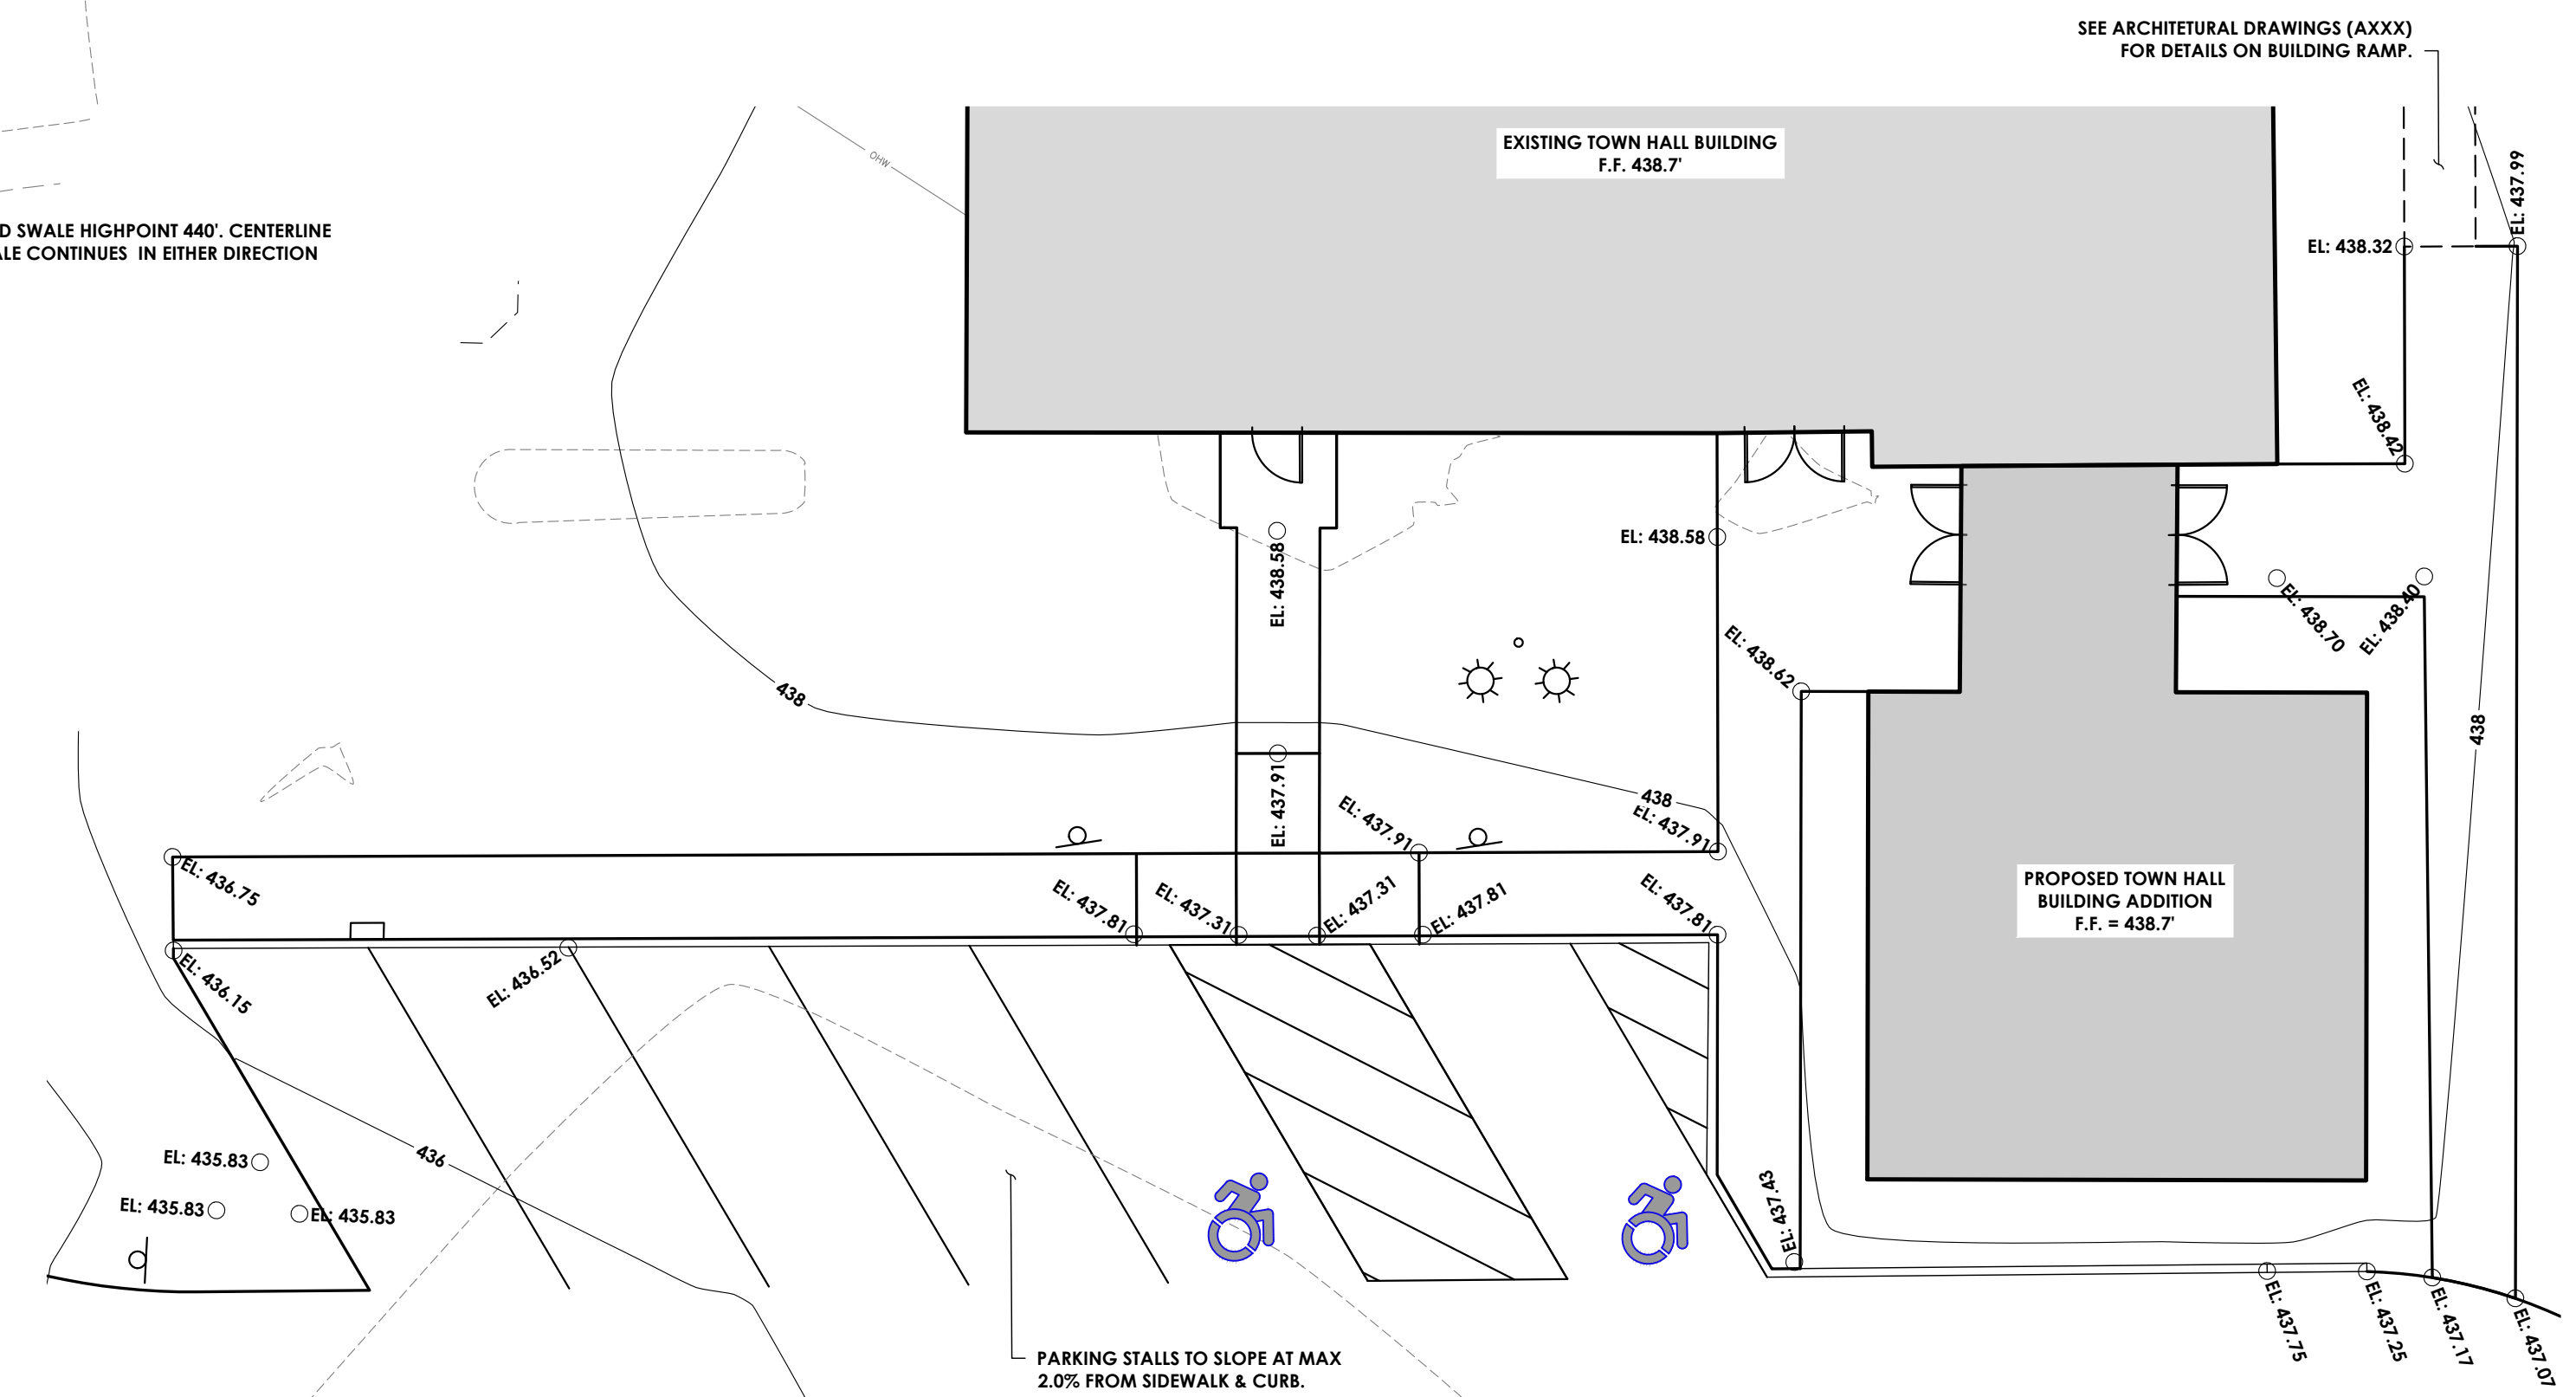 SEE ARCHITETURAL DRAWINGS (AXXX)
FOR DETAILS ON BUILDING RAMP.
EXISTING TOWN HALL BUILDING
F.F. 438.7'
OHW
EL: 437.99
D SWALE HIGHPOINT 440'. CENTERLINE
ALE CONTINUES IN EITHER DIRECTION
EL: 438.32
EL: 438.42
EL: 438.58
EL: 438.58
EL: 438.70
EL: 438.40
EL: 438.62
438
438
438
EL: 437.91
EL: 437.91
EL: 437.91
EL: 436.75
EL: 437.81
EL: 437.31
EL: 437.31
EL: 437.81
EL: 437.81
PROPOSED TOWN HALL
BUILDING ADDITION
F.F. = 438.7'
EL: 436.15
EL: 436.52
436
EL: 435.83
EL: 435.83
EL: 435.83
EL: 437.43
EL: 437.75
EL: 437.25
EL: 437.17
EL: 437.07
PARKING STALLS TO SLOPE AT MAX
2.0% FROM SIDEWALK & CURB.